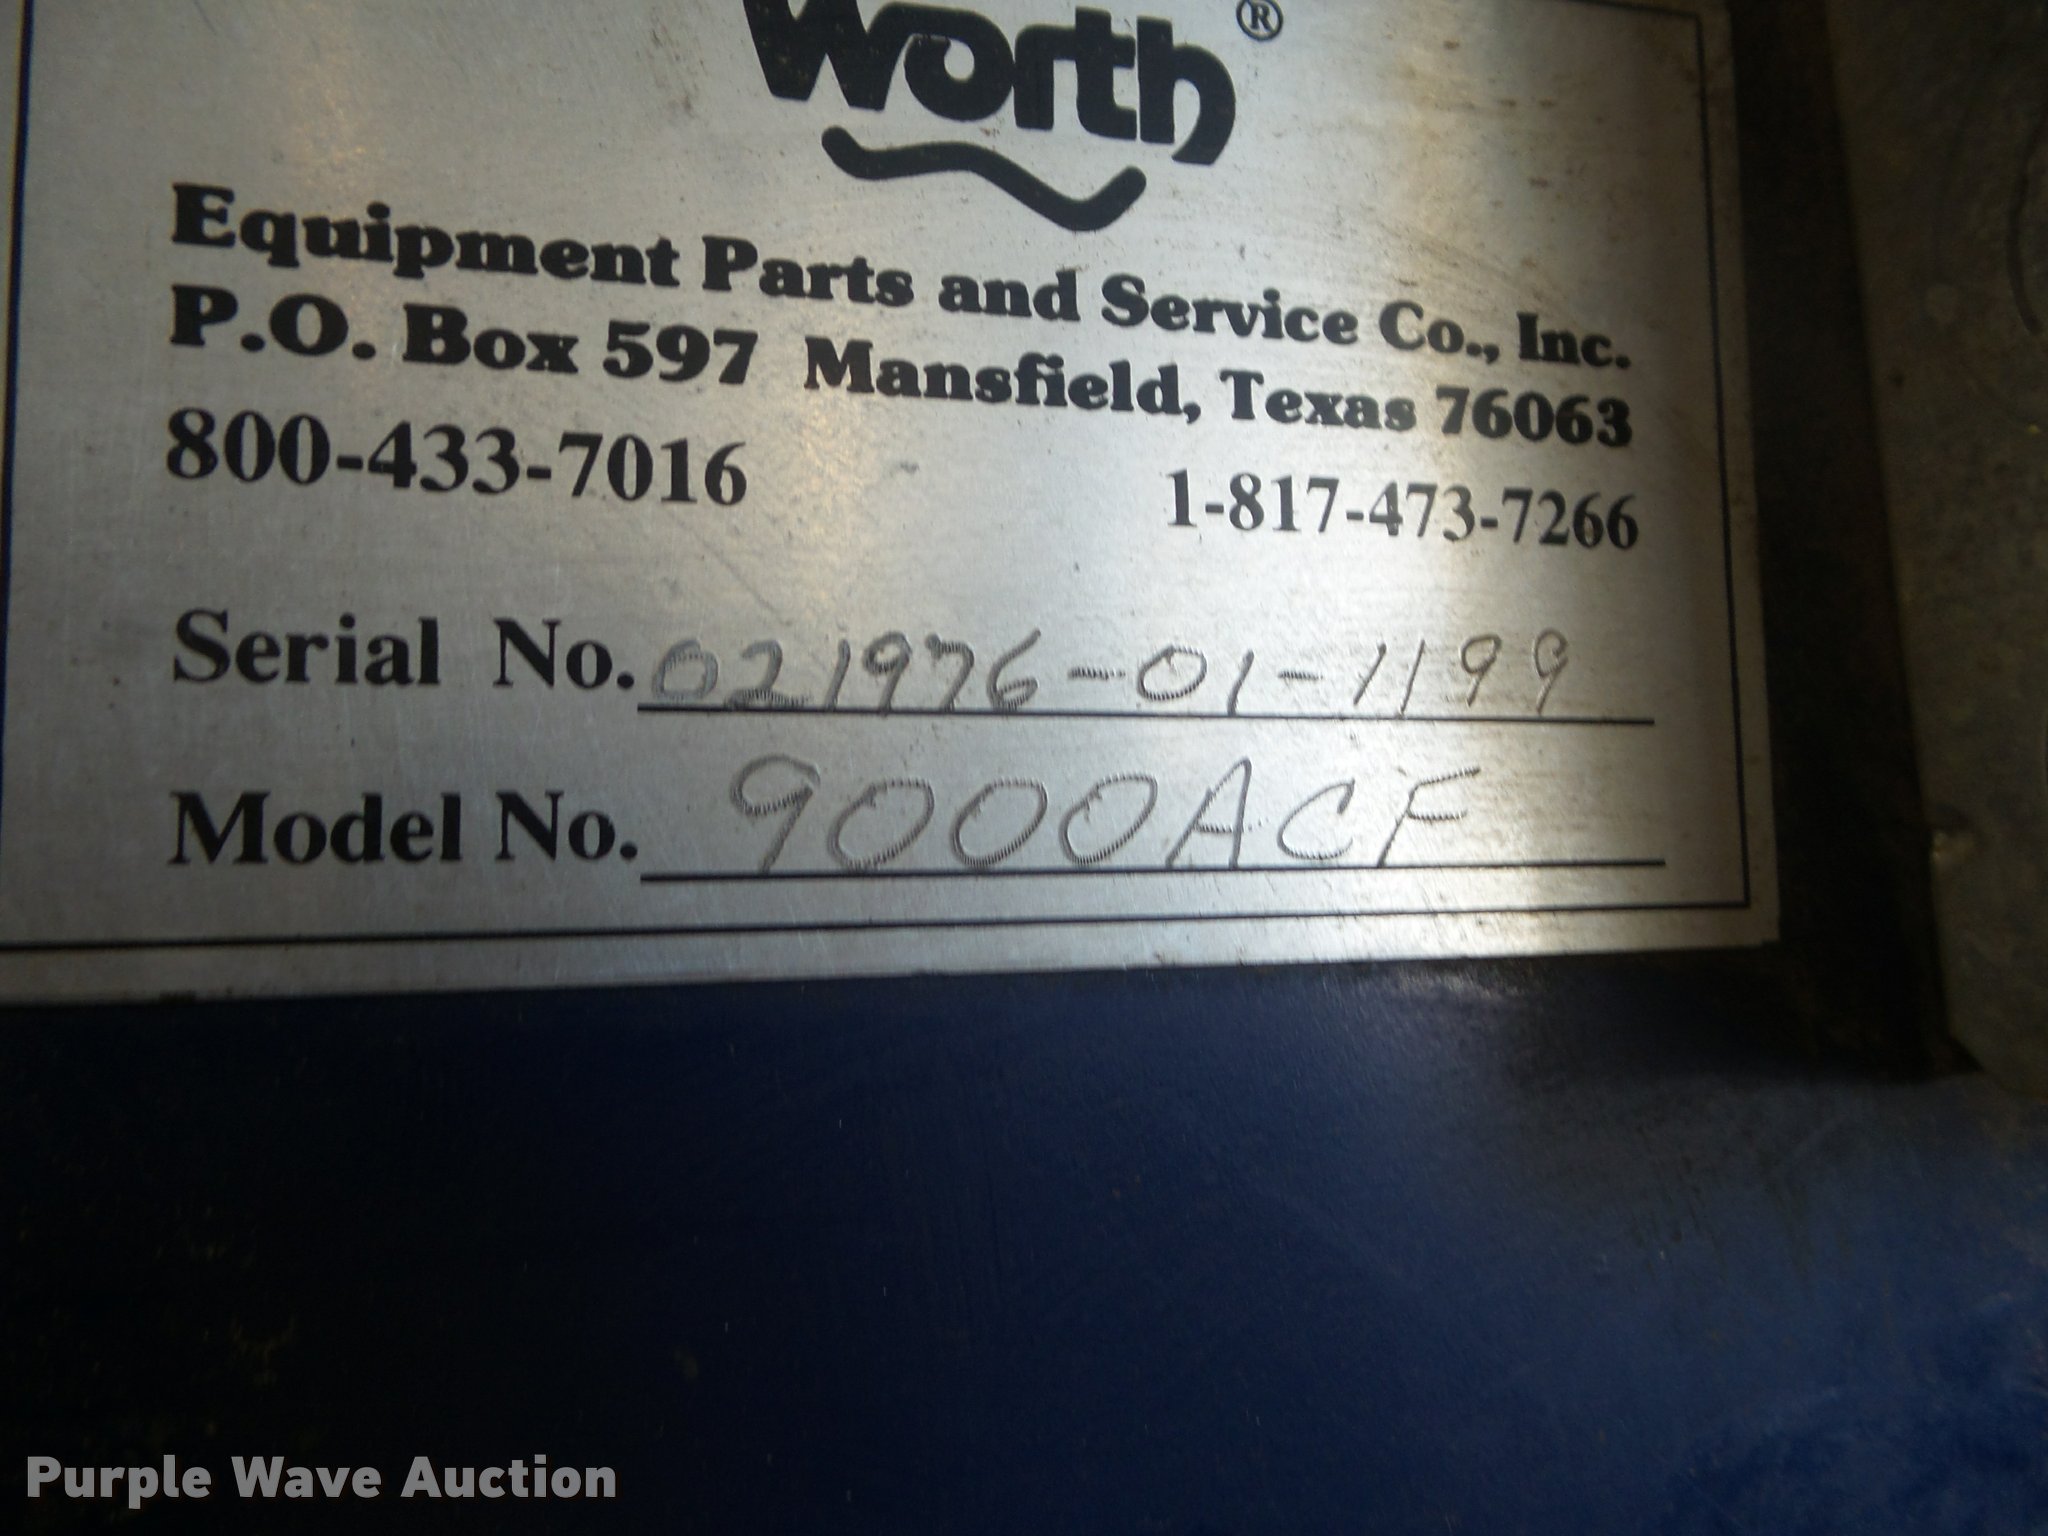 Worth®
Equipment Parts and Service Co., Inc.
P.O. Box 597 Mansfield, Texas 76063
800-433-7016 1-817-473-7266
Serial No. 021976-01-1199
Model No. 9000ACF
Purple Wave Auction